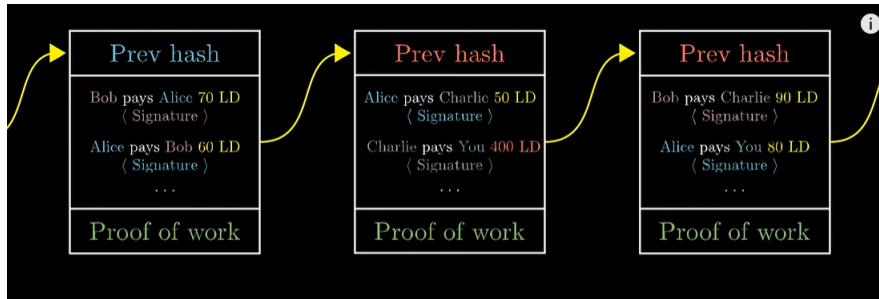 Prev hash
Bob pays Alice 70 LD
⟨ Signature ⟩
Alice pays Bob 60 LD
⟨ Signature ⟩
...
Proof of work
Prev hash
Alice pays Charlie 50 LD
⟨ Signature ⟩
Charlie pays You 400 LD
⟨ Signature ⟩
...
Proof of work
Prev hash
Bob pays Charlie 90 LD
⟨ Signature ⟩
Alice pays You 80 LD
⟨ Signature ⟩
...
Proof of work
i